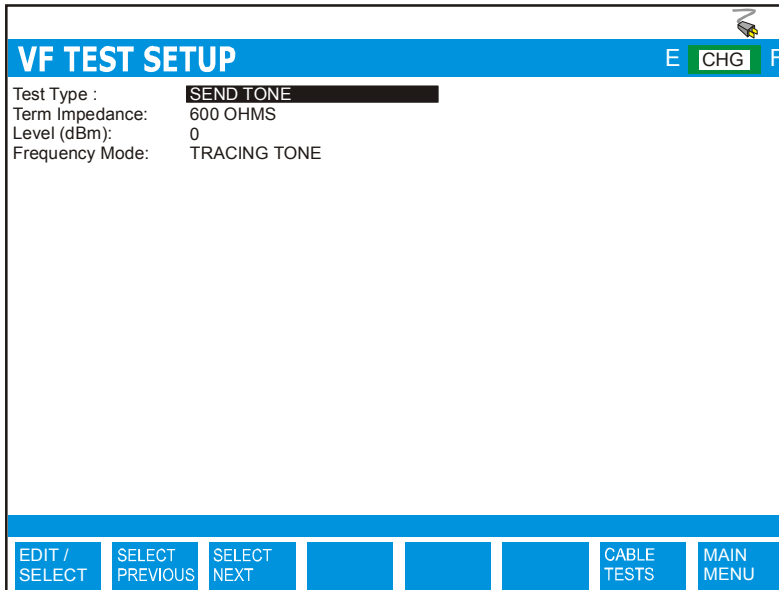 VF TEST SETUP
E CHG F
Test Type : SEND TONE
Term Impedance: 600 OHMS
Level (dBm): 0
Frequency Mode: TRACING TONE
EDIT / SELECT
SELECT PREVIOUS
SELECT NEXT
CABLE TESTS
MAIN MENU